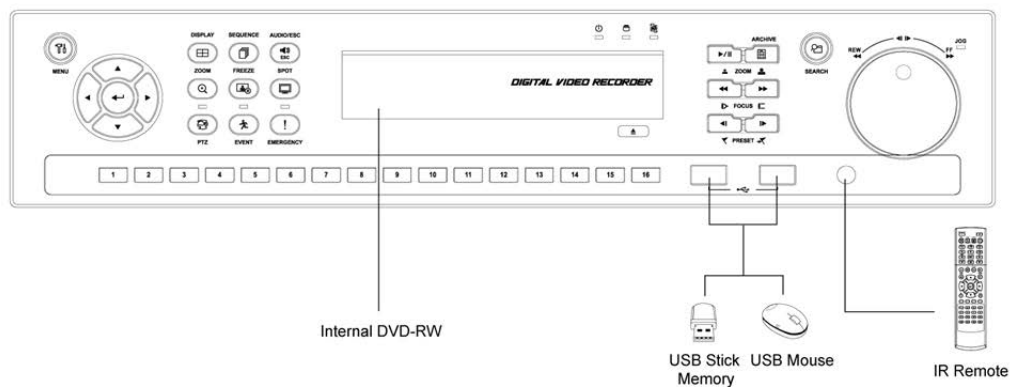 DISPLAY SEQUENCE AUDIO/ESC
ESC
MENU
ZOOM FREEZE SPOT
PTZ EVENT EMERGENCY
DIGITAL VIDEO RECORDER
ARCHIVE
ZOOM
FOCUS
PRESET
SEARCH
REW
FF
JOG
1 2 3 4 5 6 7 8 9 10 11 12 13 14 15 16
Internal DVD-RW
USB Stick
Memory
USB Mouse
IR Remote